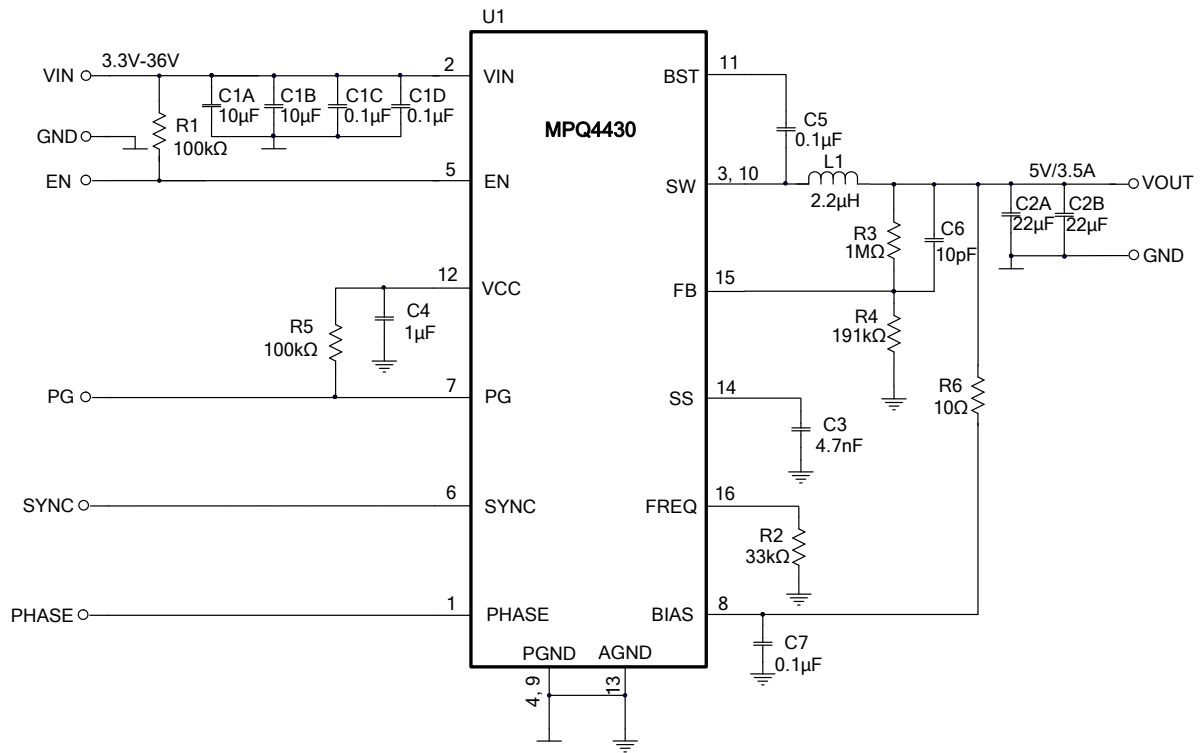 U1
MPQ4430
VIN
3.3V-36V
2
VIN
C1A
10µF
C1B
10µF
C1C
0.1µF
C1D
0.1µF
GND
R1
100kΩ
EN
5
EN
12
VCC
C4
1µF
R5
100kΩ
PG
7
PG
SYNC
6
SYNC
PHASE
1
PHASE
PGND
4, 9
AGND
13
BST
11
C5
0.1µF
SW
3, 10
L1
2.2µH
5V/3.5A
VOUT
C2A
22µF
C2B
22µF
GND
R3
1MΩ
C6
10pF
FB
15
R4
191kΩ
SS
14
C3
4.7nF
R6
10Ω
FREQ
16
R2
33kΩ
BIAS
8
C7
0.1µF